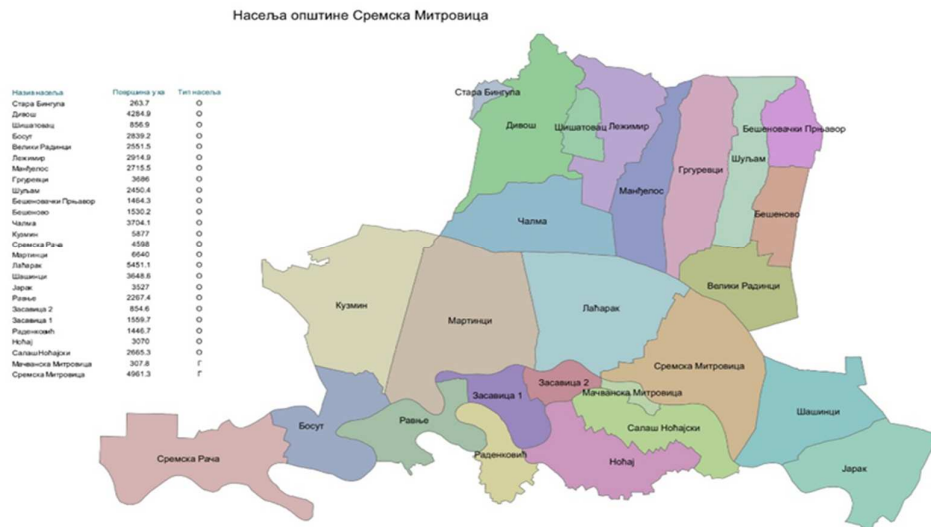 Насеља општине Сремска Митровица
Назив насеља Површина у ха Тип насеља
Стара Бингула 263.7 О
Дивош 4284.9 О
Шишатовац 856.9 О
Босут 2839.2 О
Велики Радинци 2551.5 О
Лежимир 2914.9 О
Манђелос 2715.5 О
Гргуревци 3686 О
Шуљам 2450.4 О
Бешеновачки Прњавор 1464.3 О
Бешеново 1530.2 О
Чалма 3704.1 О
Кузмин 5877 О
Сремска Рача 4598 О
Мартинци 6640 О
Лаћарак 5451.1 О
Шашинци 3648.6 О
Јарак 3527 О
Равње 2267.4 О
Засавица 2 854.6 О
Засавица 1 1559.7 О
Раденковић 1446.7 О
Ноћај 3070 О
Салаш Ноћајски 2665.3 О
Мачванска Митровица 307.8 Г
Сремска Митровица 4961.3 Г
Стара Бингула
Дивош
Шишатовац
Лежимир
Бешеновачки Прњавор
Шуљам
Гргуревци
Манђелос
Бешеново
Чалма
Велики Радинци
Кузмин
Мартинци
Лаћарак
Сремска Митровица
Засавица 2
Мачванска Митровица
Засавица 1
Шашинци
Равње
Босут
Салаш Ноћајски
Раденковић
Ноћај
Сремска Рача
Јарак